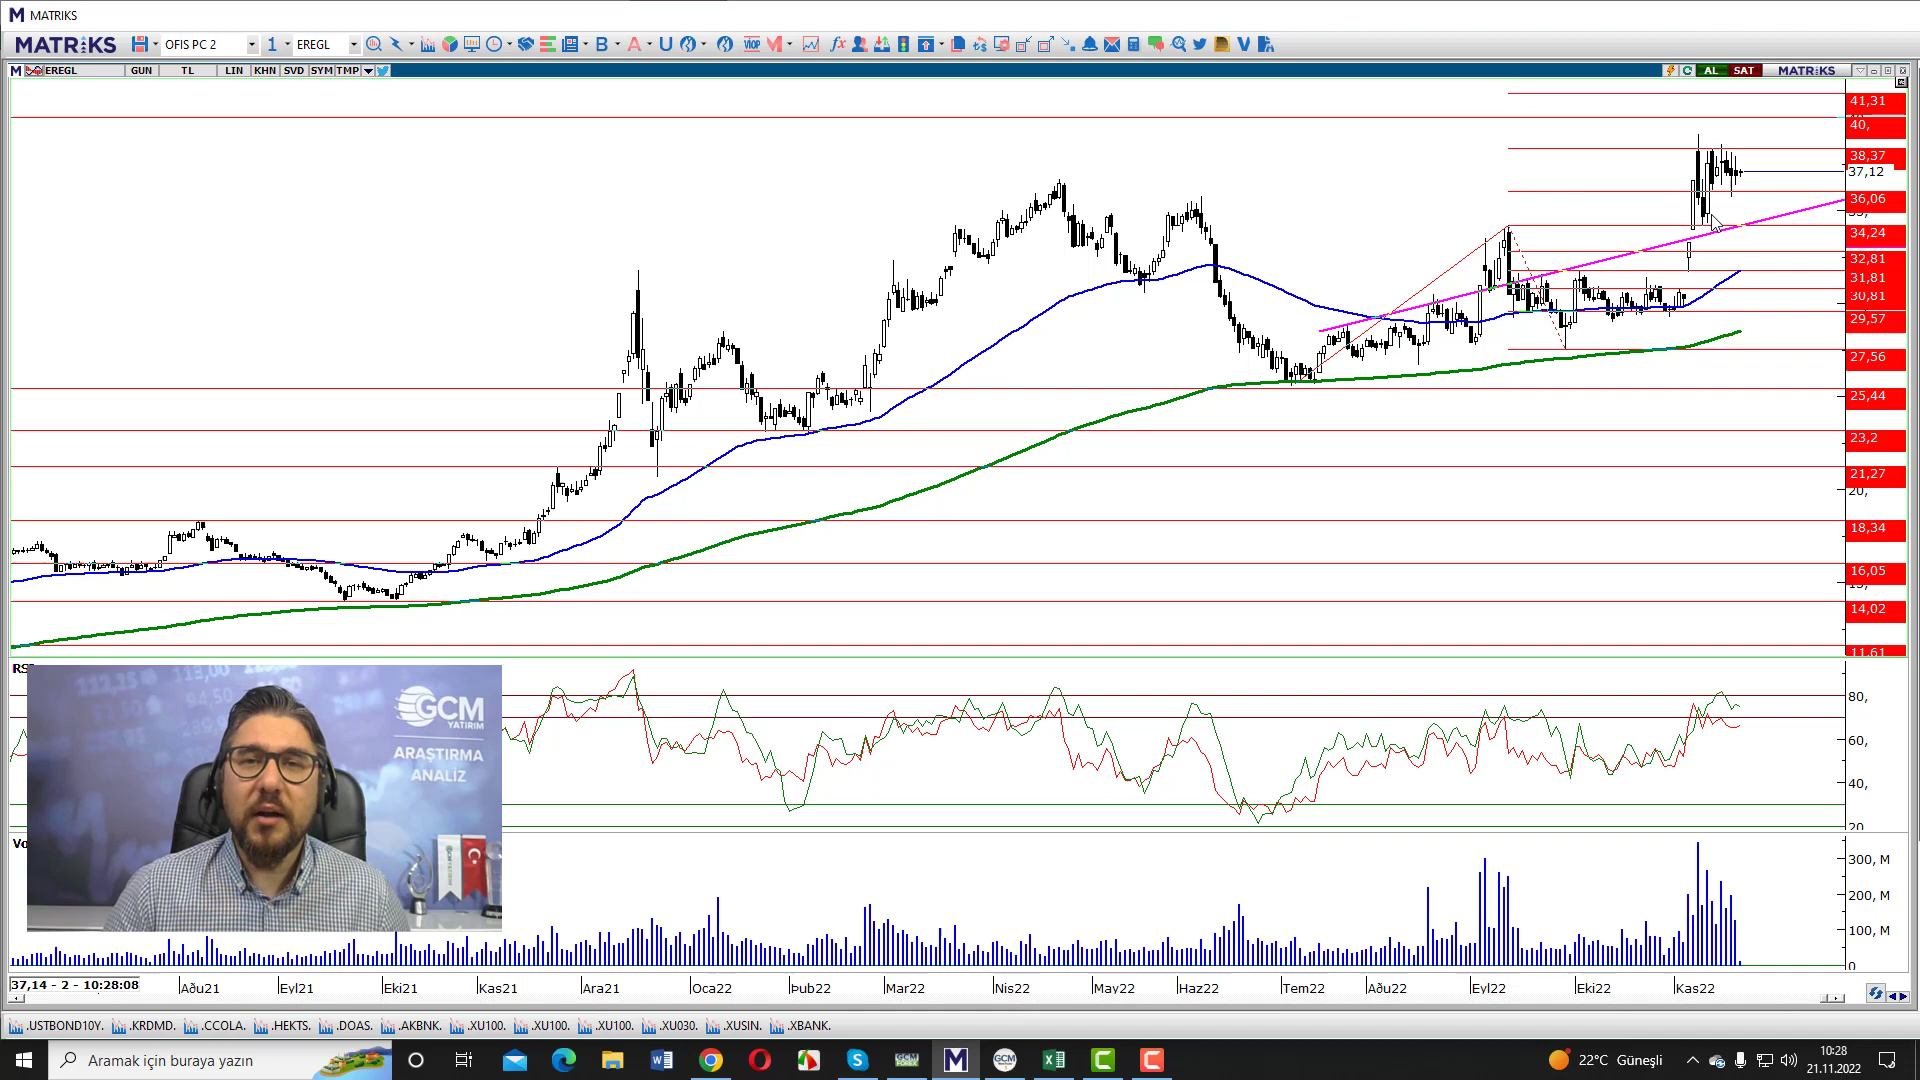 MATRIKS
MATRIKS OFIS PC 2 1 EREGL B A U VIOP M fx V
M EREGL GUN TL LIN KHN SVD SYM TMP AL SAT MATRIKS
41,31
40,
38,37
37,12
36,06
34,24
32,81
31,81
30,81
29,57
27,56
25,44
23,2
21,27
20,
18,34
16,05
14,02
11,61
80,
60,
40,
20
GCM
YATIRIM
ARAŞTIRMA
ANALİZ
300, M
200, M
100, M
0
37,14 - 2 - 10:28:08
Aðu21 Eyl21 Eki21 Kas21 Ara21 Oca22 Þub22 Mar22 Nis22 May22 Haz22 Tem22 Aðu22 Eyl22 Eki22 Kas22
.USTBOND10Y. .KRDMD. .CCOLA. .HEKTS. .DOAS. .AKBNK. .XU100. .XU100. .XU100. .XU030. .XUSIN. .XBANK.
Aramak için buraya yazın
22°C Güneşli
10:28
21.11.2022